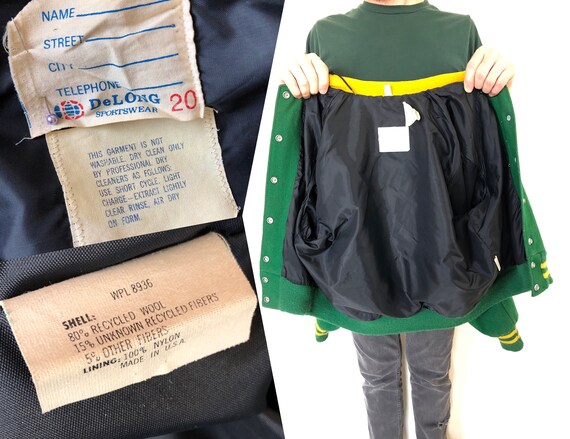 NAME
STREET
CITY
TELEPHONE
DeLONG 20
SPORTSWEAR
THIS GARMENT IS NOT
WASHABLE. DRY CLEAN ONLY
BY PROFESSIONAL DRY
CLEANERS AS FOLLOWS.
USE SHORT CYCLE, LIGHT
CHARGE-EXTRACT LIGHTLY
CLEAR RINSE, AIR DRY
ON FORM.
WPL 8936
SHELL:
80% RECYCLED WOOL
15% UNKNOWN RECYCLED FIBERS
5% OTHER FIBERS
LINING: 100% NYLON
MADE IN U.S.A.